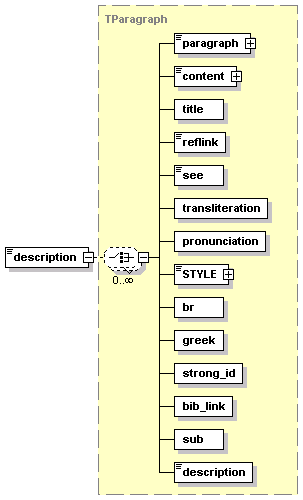 TParagraph
paragraph
content
title
reflink
see
transliteration
pronunciation
description
0..∞
STYLE
br
greek
strong_id
bib_link
sub
description